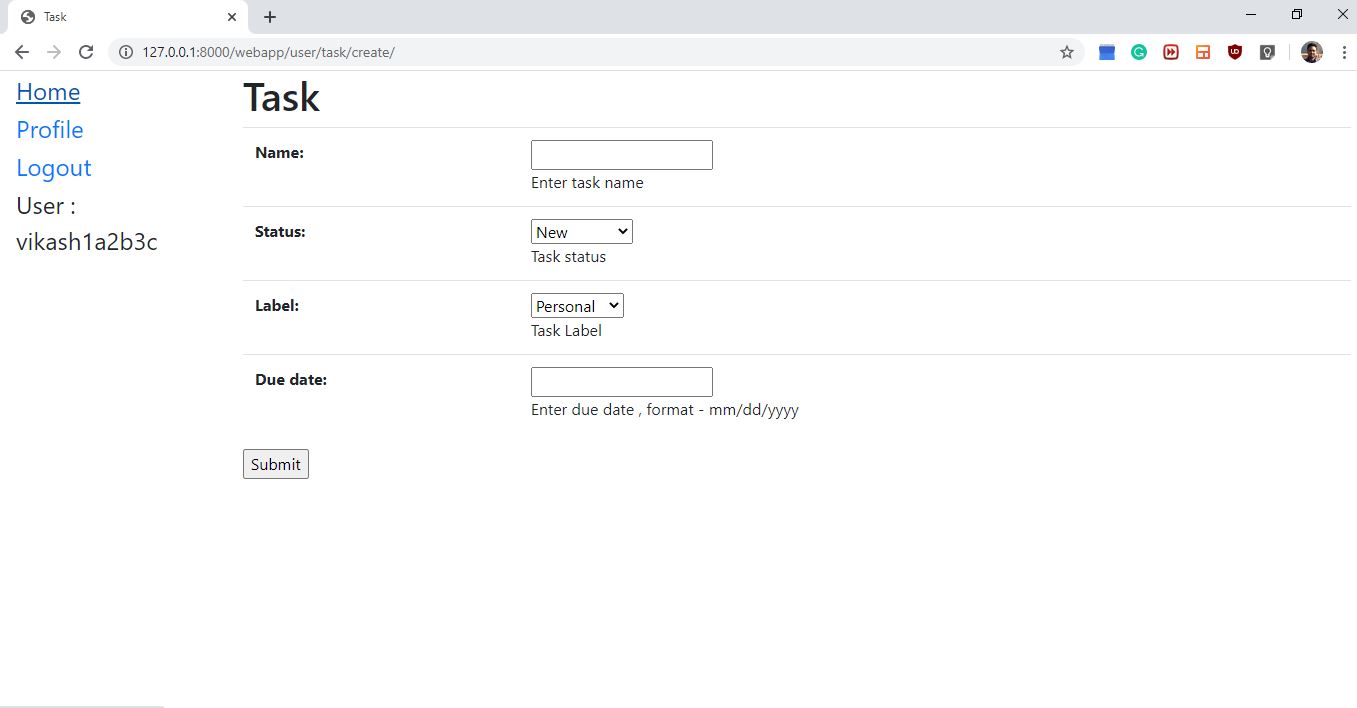 Task
127.0.0.1:8000/webapp/user/task/create/
Home
Profile
Logout
User :
vikash1a2b3c
Task
Name:
Enter task name
Status:
New
Task status
Label:
Personal
Task Label
Due date:
Enter due date , format - mm/dd/yyyy
Submit